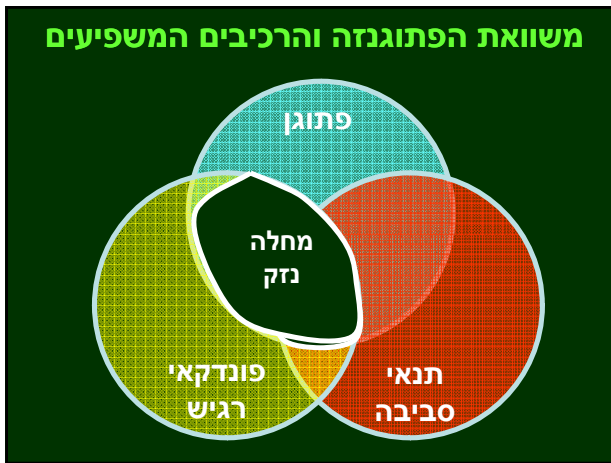 משוואת הפתוגנזה והרכיבים המשפיעים
פתוגן
מחלה
נזק
פונדקאי
רגיש
תנאי
סביבה